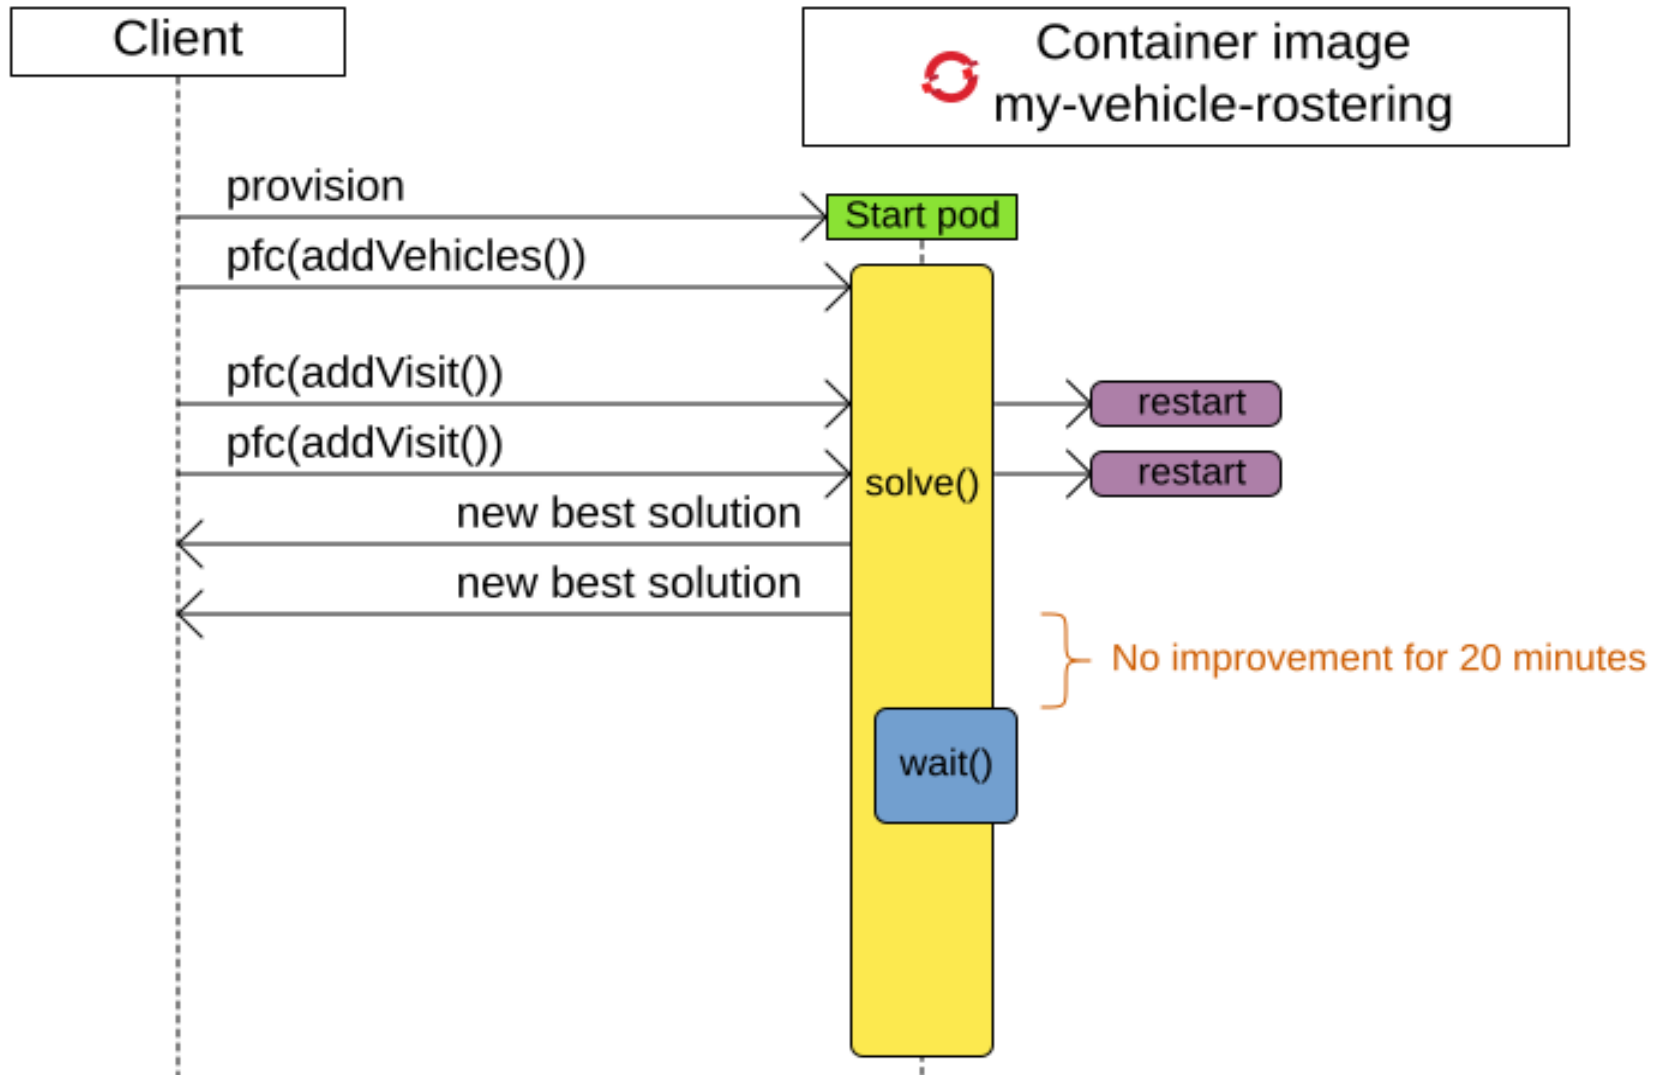 Client
Container image
my-vehicle-rostering
provision
Start pod
pfc(addVehicles())
pfc(addVisit())
restart
pfc(addVisit())
restart
solve()
new best solution
new best solution
No improvement for 20 minutes
wait()